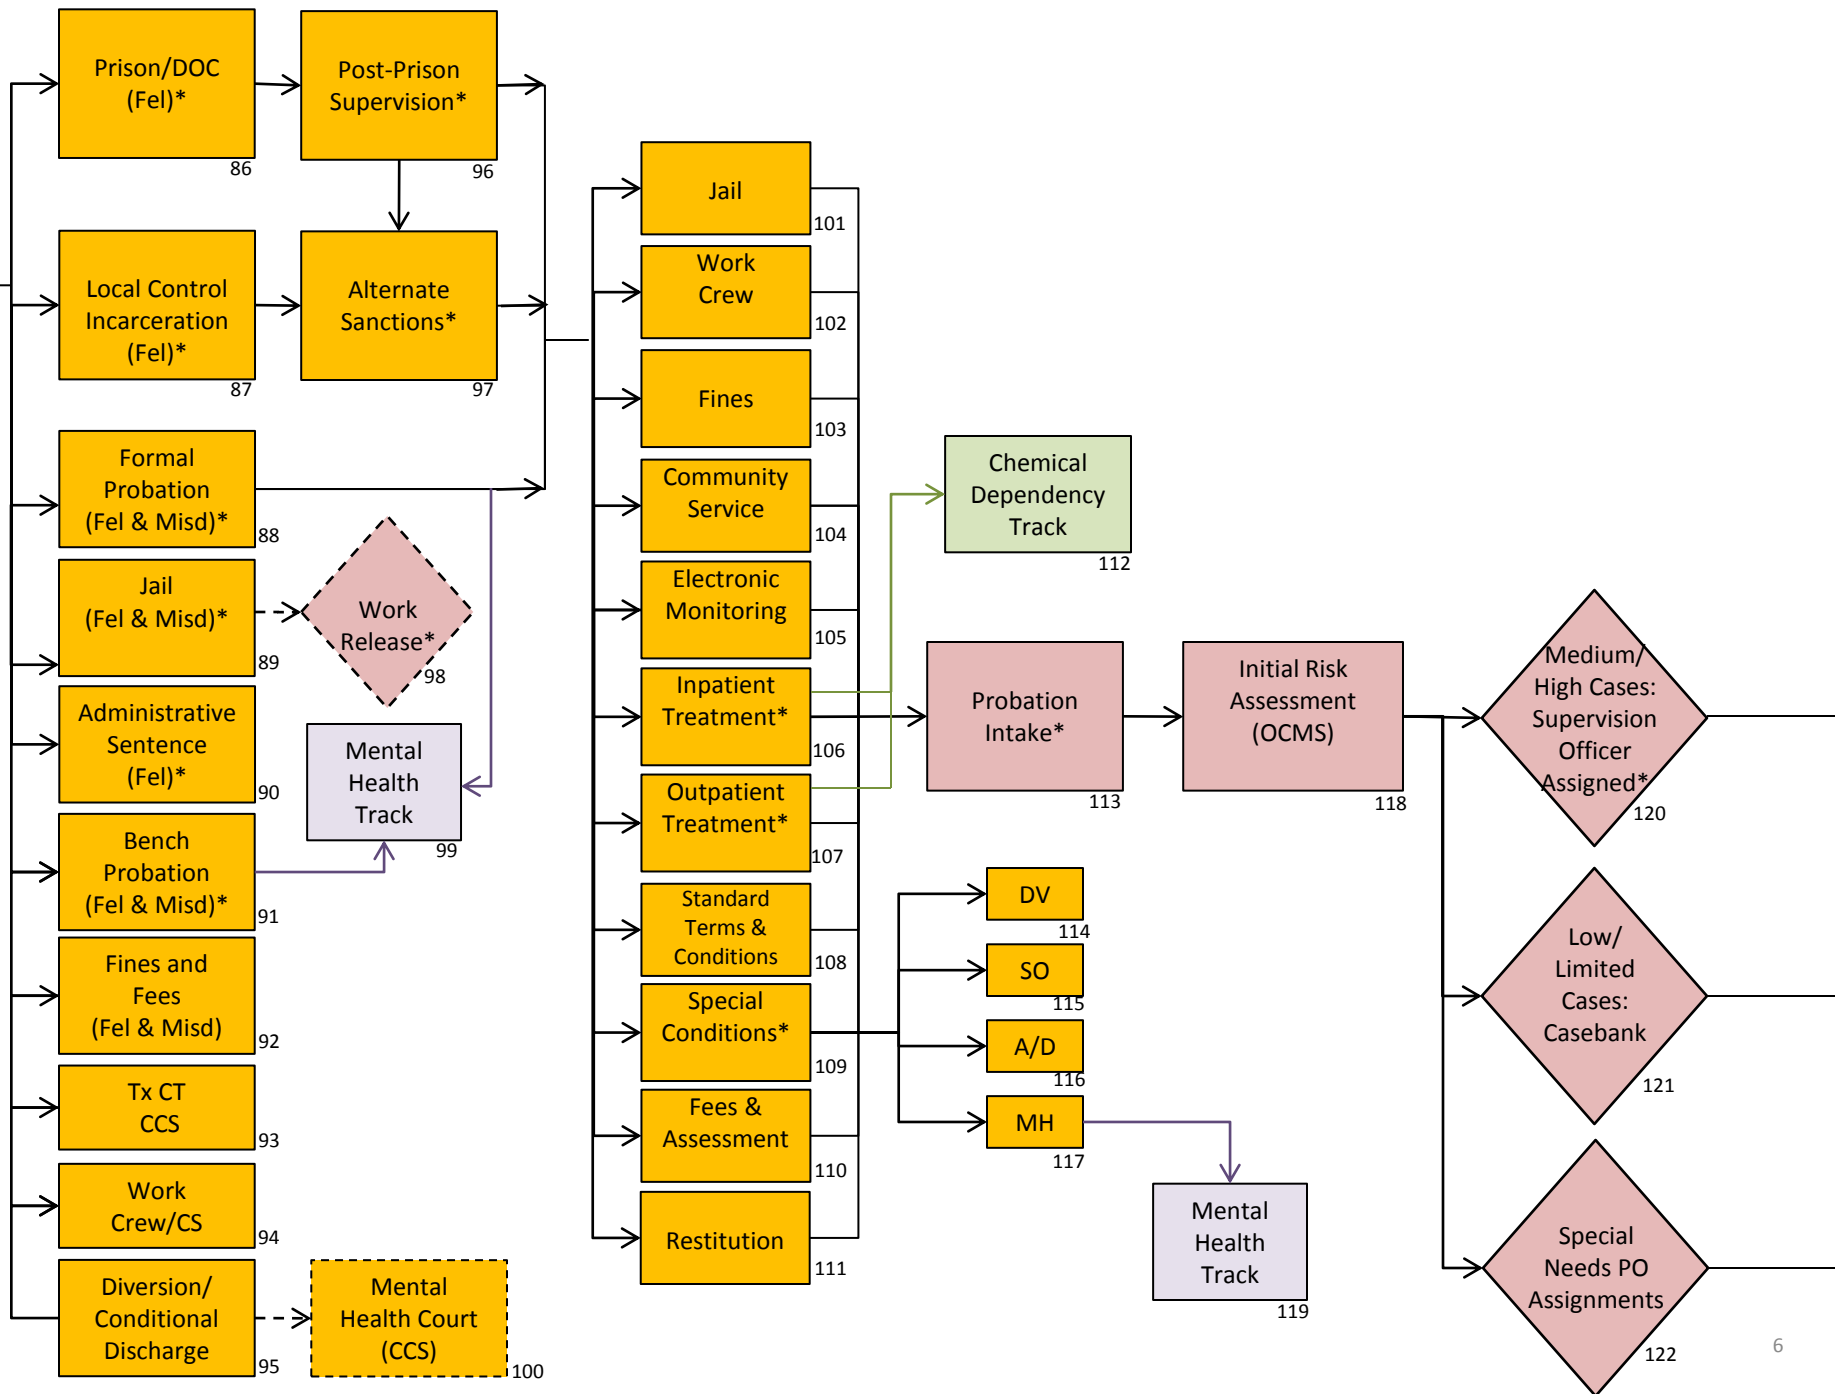 Prison/DOC
(Fel)*
86
Post-Prison
Supervision*
96
Local Control
Incarceration
(Fel)*
87
Alternate
Sanctions*
97
Formal
Probation
(Fel & Misd)*
88
Jail
(Fel & Misd)*
89
Work
Release*
98
Administrative
Sentence
(Fel)*
90
Mental
Health
Track
99
Bench
Probation
(Fel & Misd)*
91
Fines and
Fees
(Fel & Misd)
92
Tx CT
CCS
93
Work
Crew/CS
94
Diversion/
Conditional
Discharge
95
Mental
Health Court
(CCS)
100
Jail
101
Work
Crew
102
Fines
103
Community
Service
104
Electronic
Monitoring
105
Inpatient
Treatment*
106
Outpatient
Treatment*
107
Standard
Terms &
Conditions
108
Special
Conditions*
109
Fees &
Assessment
110
Restitution
111
Chemical
Dependency
Track
112
Probation
Intake*
113
DV
114
SO
115
A/D
116
MH
117
Initial Risk
Assessment
(OCMS)
118
Mental
Health
Track
119
Medium/
High Cases:
Supervision
Officer
Assigned*
120
Low/
Limited
Cases:
Casebank
121
Special
Needs PO
Assignments
122
6